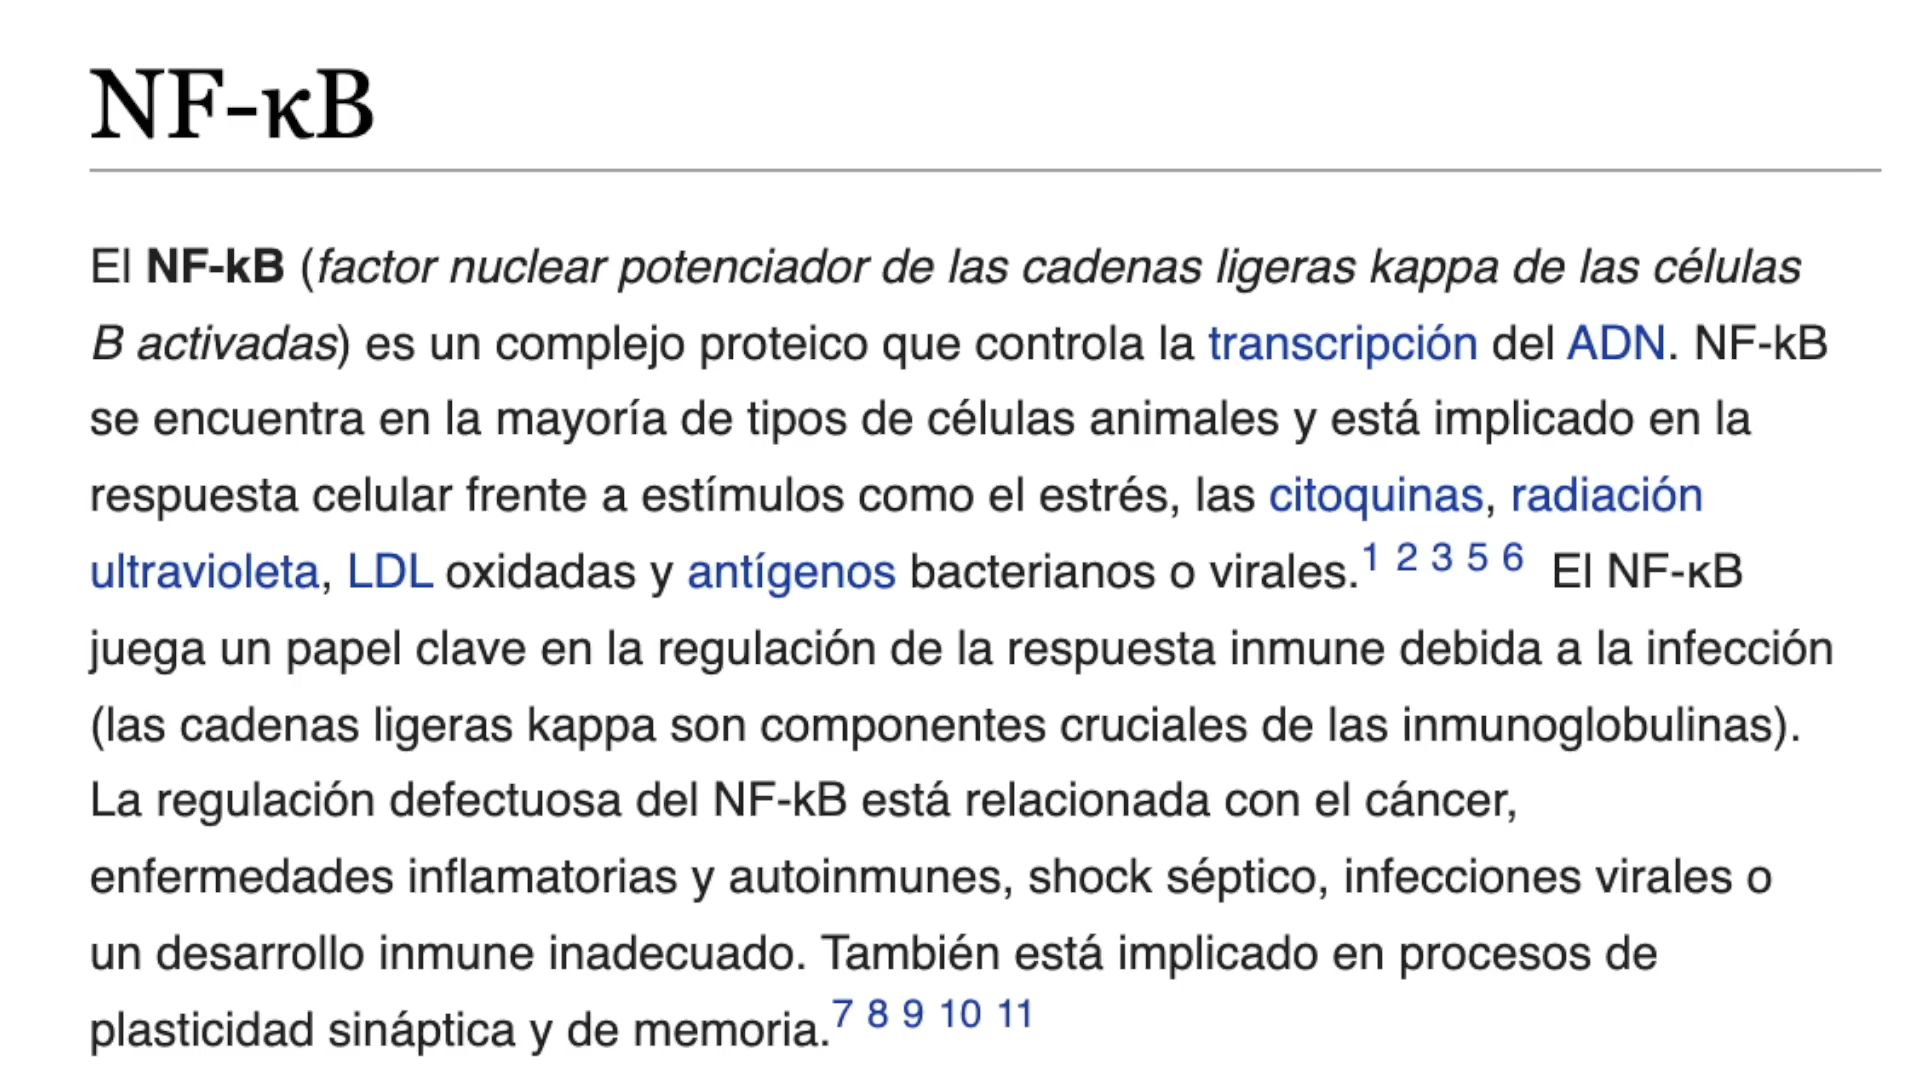 NF-κB
El NF-kB (factor nuclear potenciador de las cadenas ligeras kappa de las células
B activadas) es un complejo proteico que controla la transcripción del ADN. NF-kB
se encuentra en la mayoría de tipos de células animales y está implicado en la
respuesta celular frente a estímulos como el estrés, las citoquinas, radiación
ultravioleta, LDL oxidadas y antígenos bacterianos o virales.1 2 3 5 6 El NF-κB
juega un papel clave en la regulación de la respuesta inmune debida a la infección
(las cadenas ligeras kappa son componentes cruciales de las inmunoglobulinas).
La regulación defectuosa del NF-kB está relacionada con el cáncer,
enfermedades inflamatorias y autoinmunes, shock séptico, infecciones virales o
un desarrollo inmune inadecuado. También está implicado en procesos de
plasticidad sináptica y de memoria.7 8 9 10 11